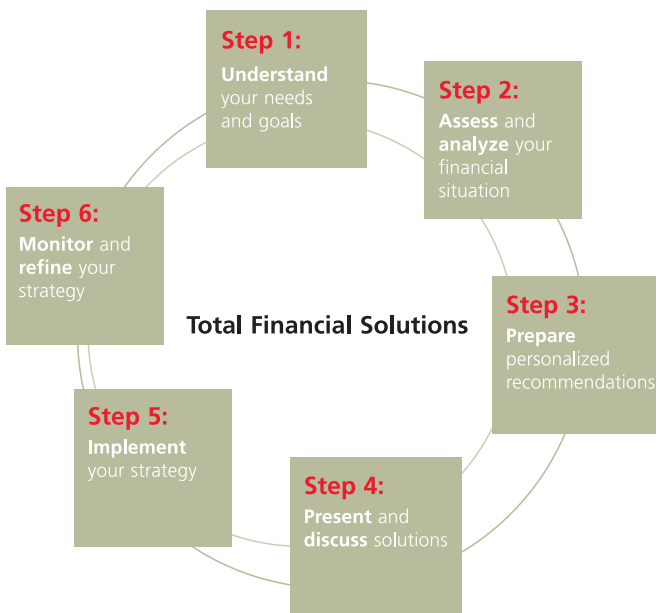 Step 1:
Understand
your needs
and goals
Step 2:
Assess and
analyze your
financial
situation
Step 3:
Prepare
personalized
recommendations
Step 4:
Present and
discuss solutions
Step 5:
Implement
your strategy
Step 6:
Monitor and
refine your
strategy
Total Financial Solutions